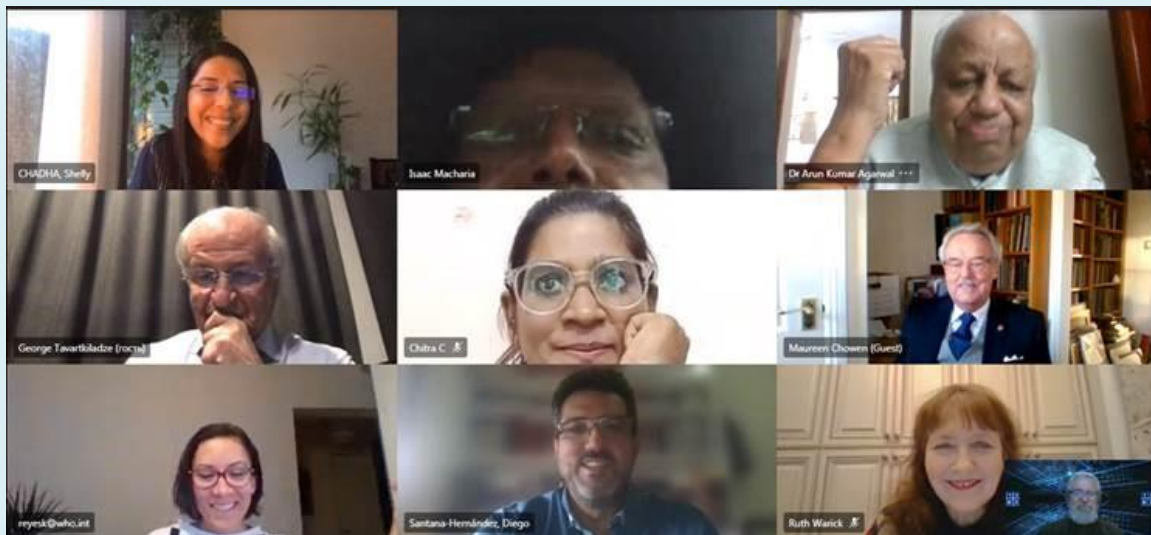 CHADHA, Shelly
Isaac Macharia
Dr Arun Kumar Agarwal ···
George Tavartkiladze (гость)
Chitra C
Maureen Chowen (Guest)
reyesk@who.int
Santana-Hernández, Diego
Ruth Warick